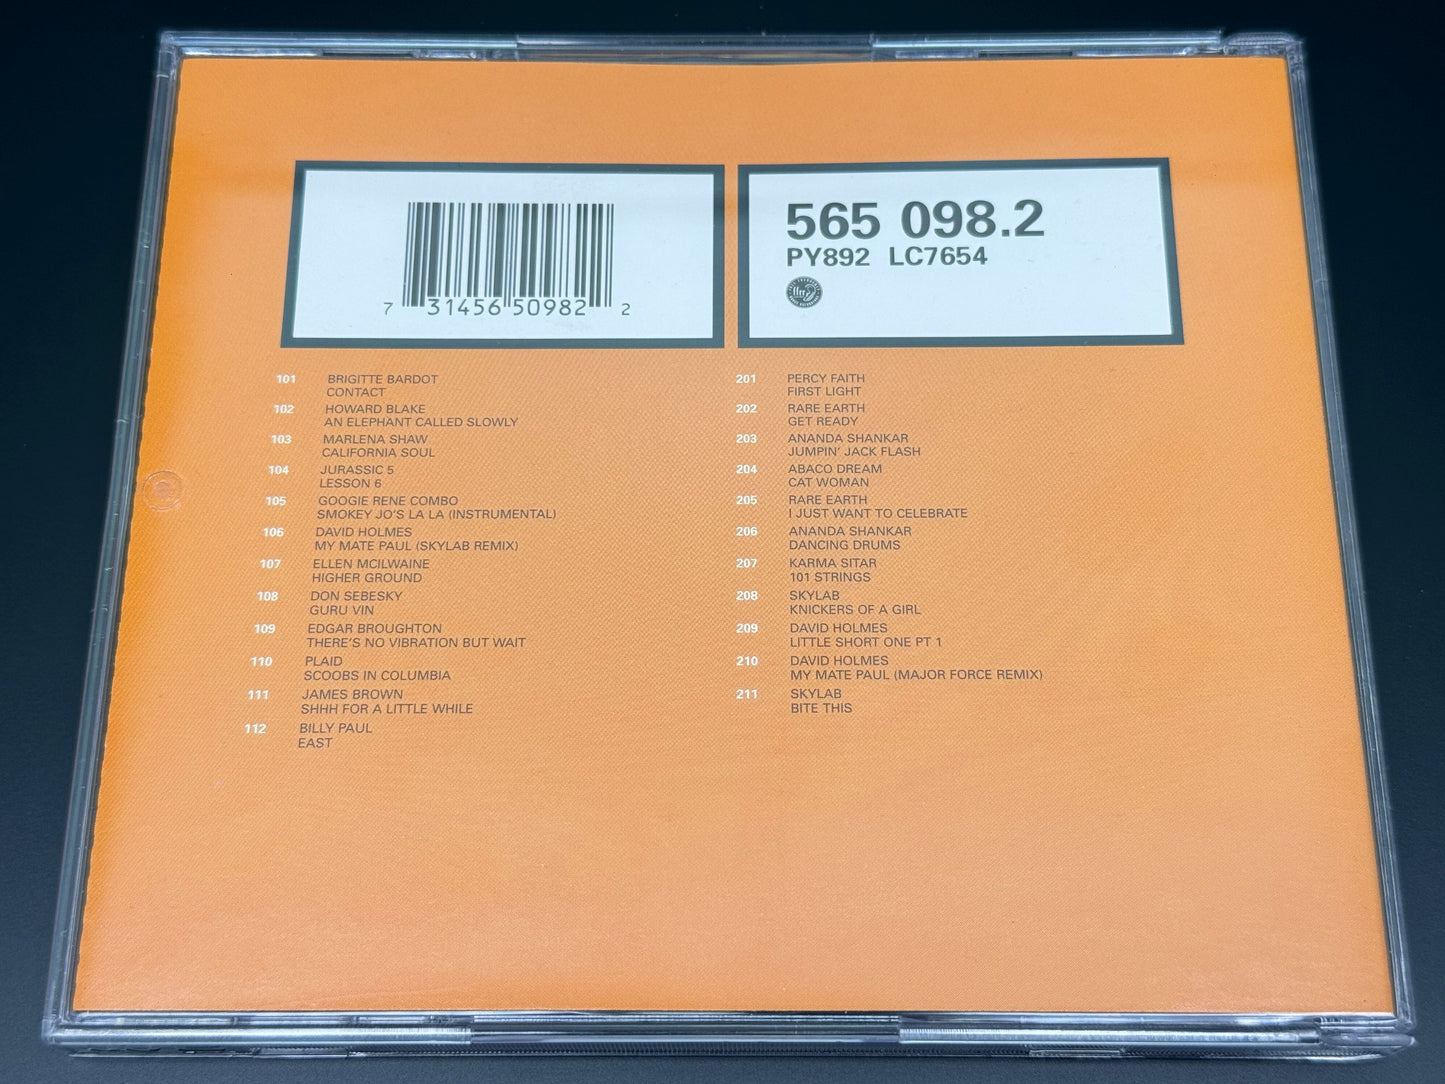 7 31456 50982 2
565 098.2
PY892 LC7654
ffrr
101 BRIGITTE BARDOT
CONTACT
102 HOWARD BLAKE
AN ELEPHANT CALLED SLOWLY
103 MARLENA SHAW
CALIFORNIA SOUL
104 JURASSIC 5
LESSON 6
105 GOOGIE RENE COMBO
SMOKEY JO'S LA LA (INSTRUMENTAL)
106 DAVID HOLMES
MY MATE PAUL (SKYLAB REMIX)
107 ELLEN MCILWAINE
HIGHER GROUND
108 DON SEBESKY
GURU VIN
109 EDGAR BROUGHTON
THERE'S NO VIBRATION BUT WAIT
110 PLAID
SCOOBS IN COLUMBIA
111 JAMES BROWN
SHHH FOR A LITTLE WHILE
112 BILLY PAUL
EAST
201 PERCY FAITH
FIRST LIGHT
202 RARE EARTH
GET READY
203 ANANDA SHANKAR
JUMPIN' JACK FLASH
204 ABACO DREAM
CAT WOMAN
205 RARE EARTH
I JUST WANT TO CELEBRATE
206 ANANDA SHANKAR
DANCING DRUMS
207 KARMA SITAR
101 STRINGS
208 SKYLAB
KNICKERS OF A GIRL
209 DAVID HOLMES
LITTLE SHORT ONE PT 1
210 DAVID HOLMES
MY MATE PAUL (MAJOR FORCE REMIX)
211 SKYLAB
BITE THIS